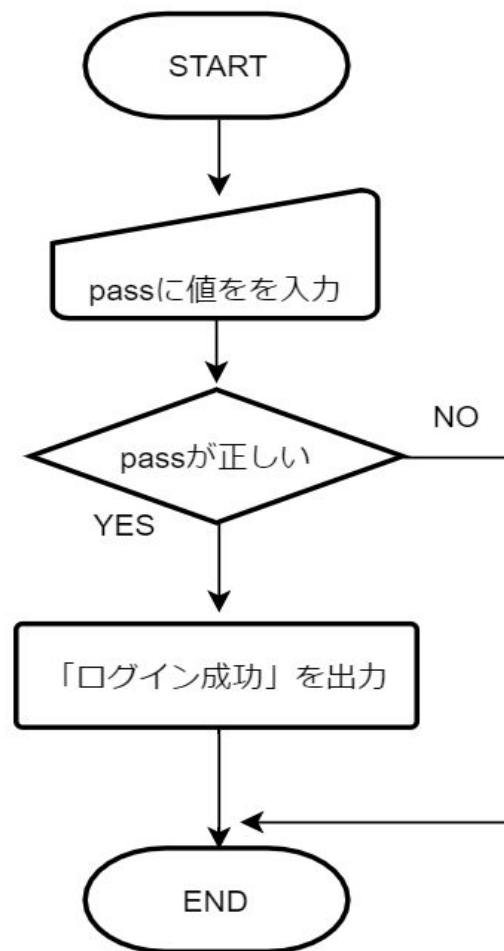 START
passに値をを入力
passが正しい
NO
YES
「ログイン成功」を出力
END